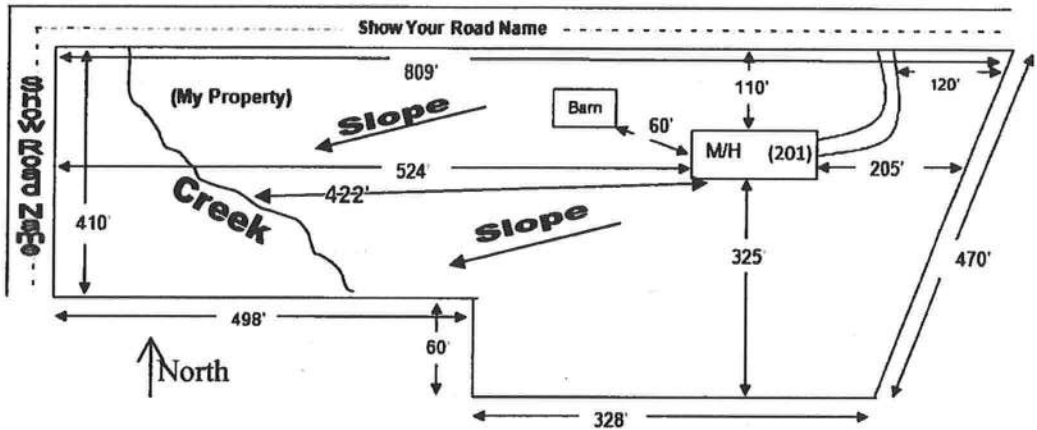 Show Your Road Name
Show Road Name
809'
110'
120'
(My Property)
Slope
Barn
60'
M/H (201)
524'
205'
422'
Creek
410'
Slope
325'
470'
498'
60'
North
328'